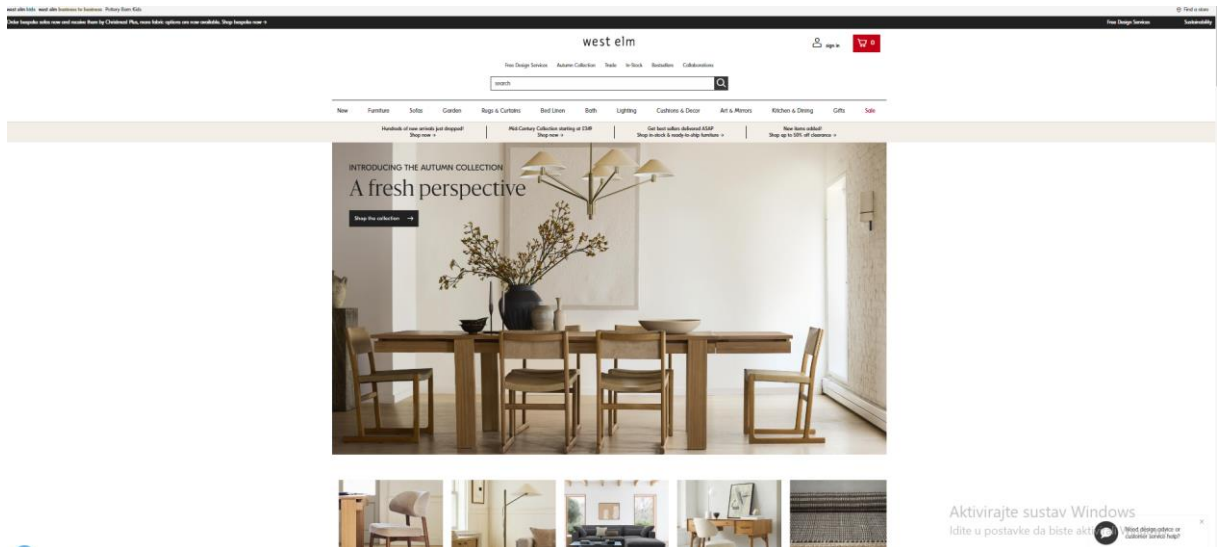 west elm kids west elm business to business Pottery Barn Kids
Find a store
Order bespoke sofas now and receive them by Christmas! Plus, more fabric options are now available. Shop bespoke now →
Free Design Services Sustainability
west elm
sign in
0
Free Design Services Autumn Collection Trade In-Stock Bestsellers Collaborations
search
New Furniture Sofas Garden Rugs & Curtains Bed Linen Bath Lighting Cushions & Decor Art & Mirrors Kitchen & Dining Gifts Sale
Hundreds of new arrivals just dropped!
Shop now →
Mid-Century Collection starting at £149
Shop now →
Get best sellers delivered ASAP
Shop in-stock & ready-to-ship furniture →
New items added!
Shop up to 50% off clearance →
INTRODUCING THE AUTUMN COLLECTION
A fresh perspective
Shop the collection →
Aktivirajte sustav Windows
Idite u postavke da biste
Need design advice or
customer service help?